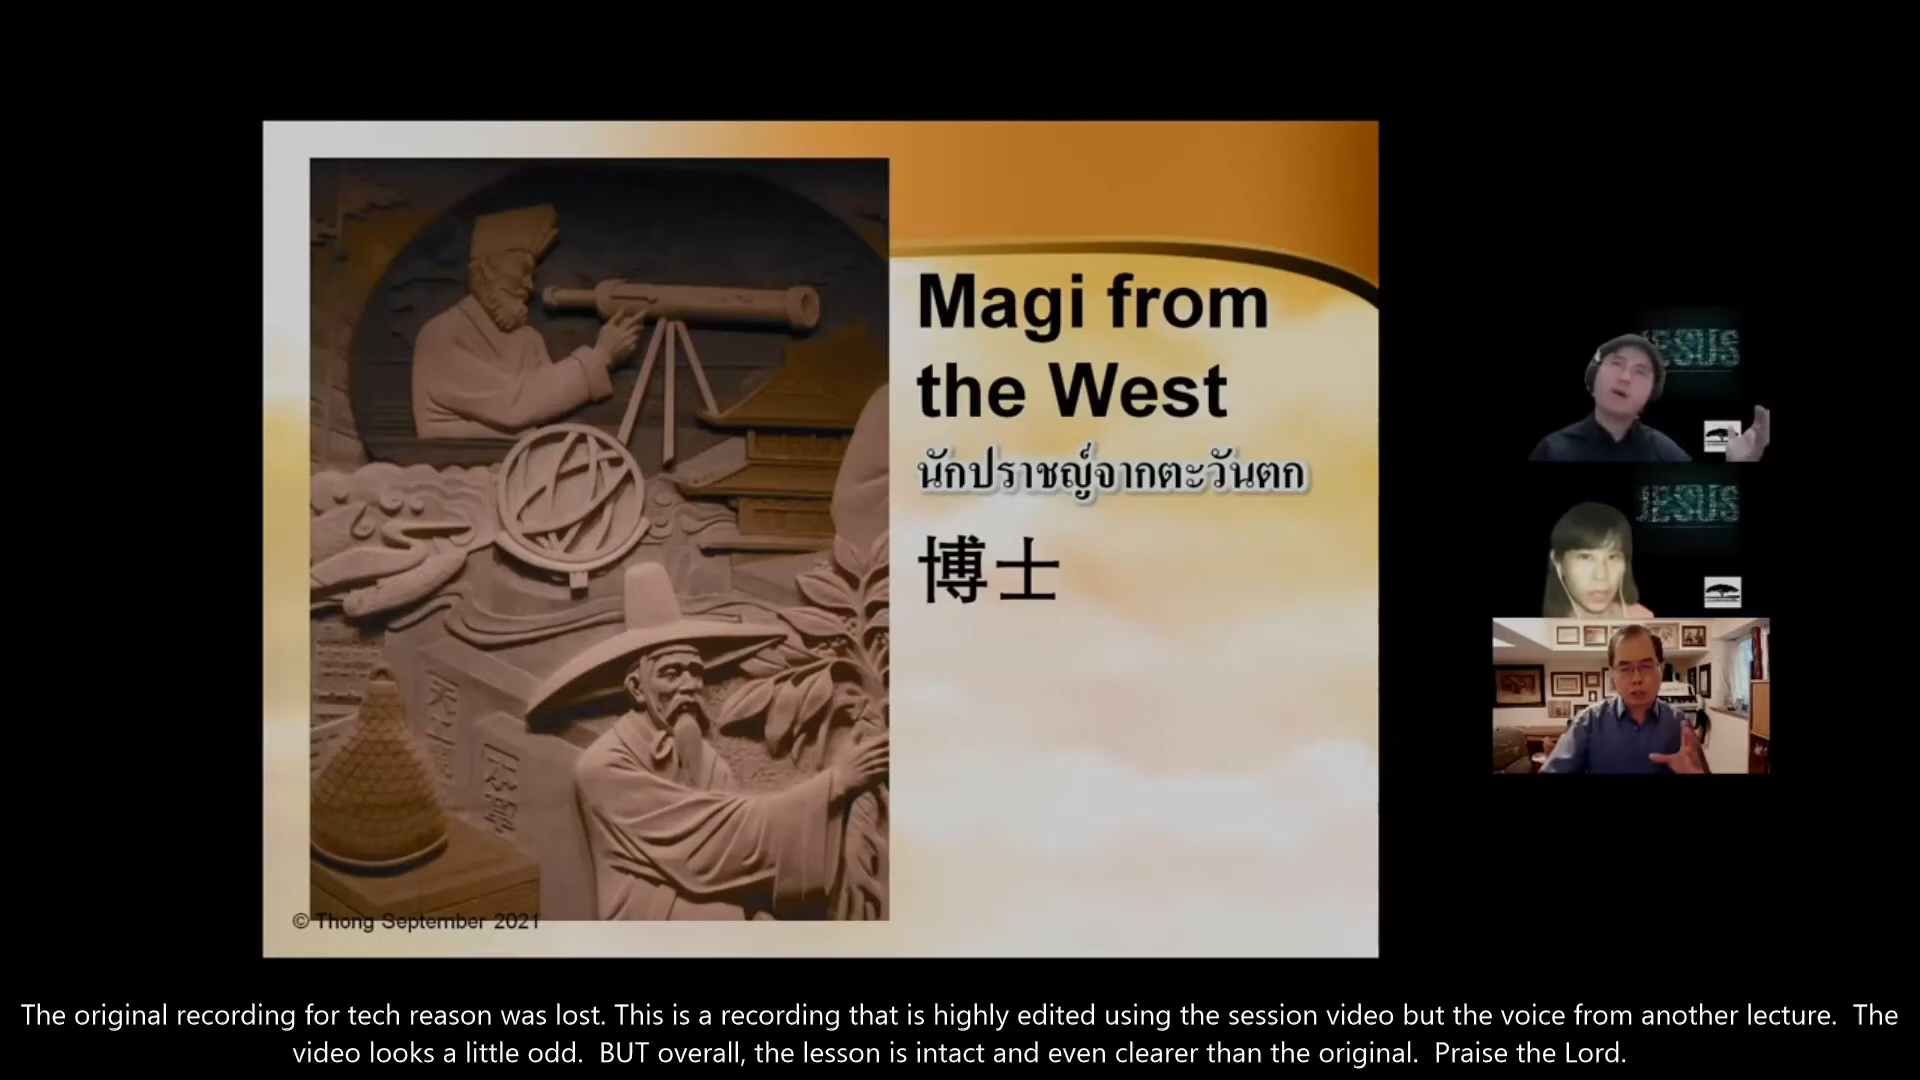 Magi from
the West
นักปราชญ์จากตะวันตก
博士
© Thong September 2021
JESUS
JESUS
The original recording for tech reason was lost. This is a recording that is highly edited using the session video but the voice from another lecture. The
video looks a little odd. BUT overall, the lesson is intact and even clearer than the original. Praise the Lord.